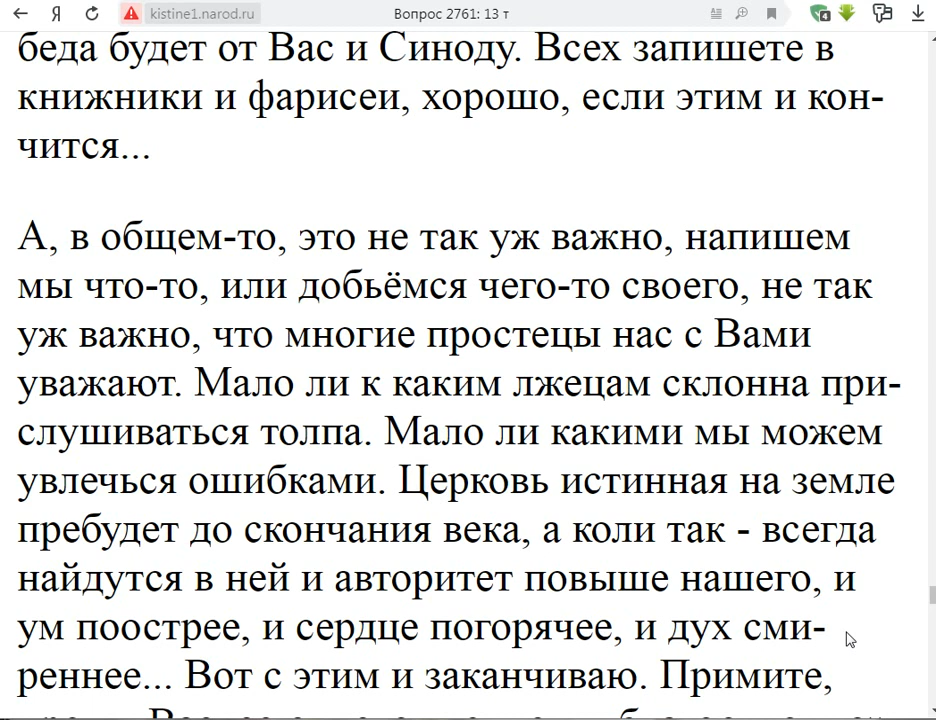 kistine1.narod.ru
Вопрос 2761: 13 т
4
беда будет от Вас и Синоду. Всех запишете в
книжники и фарисеи, хорошо, если этим и кон-
чится...
А, в общем-то, это не так уж важно, напишем
мы что-то, или добьёмся чего-то своего, не так
уж важно, что многие простецы нас с Вами
уважают. Мало ли к каким лжецам склонна при-
слушиваться толпа. Мало ли какими мы можем
увлечься ошибками. Церковь истинная на земле
пребудет до скончания века, а коли так - всегда
найдутся в ней и авторитет повыше нашего, и
ум поострее, и сердце погорячее, и дух сми-
реннее... Вот с этим и заканчиваю. Примите,